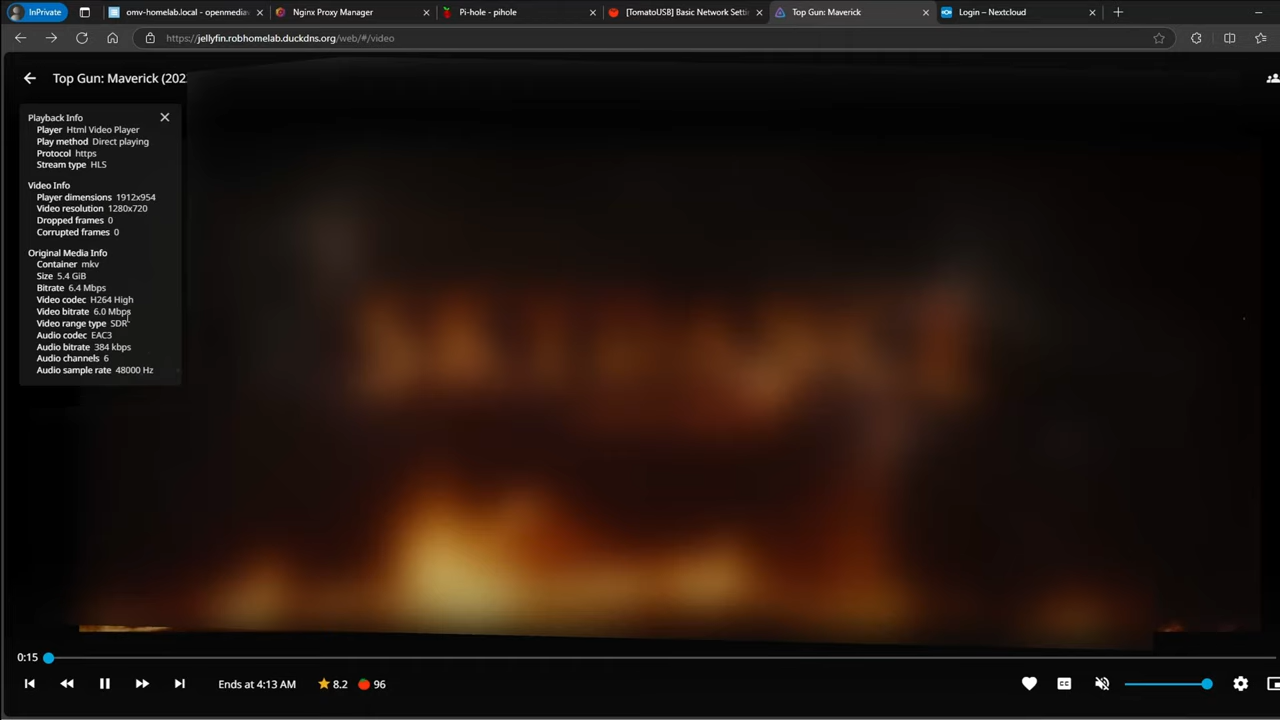 InPrivate
omv-homelab.local - openmediav
Nginx Proxy Manager
Pi-hole - pihole
[TomatoUSB] Basic Network Setti
Top Gun: Maverick
Login – Nextcloud
https://jellyfin.robhomelab.duckdns.org/web/#/video
Top Gun: Maverick (202
Playback Info
Player Html Video Player
Play method Direct playing
Protocol https
Stream type HLS
Video Info
Player dimensions 1912x954
Video resolution 1280x720
Dropped frames 0
Corrupted frames 0
Original Media Info
Container mkv
Size 5.4 GiB
Bitrate 6.4 Mbps
Video codec H264 High
Video bitrate 6.0 Mbps
Video range type SDR
Audio codec EAC3
Audio bitrate 384 kbps
Audio channels 6
Audio sample rate 48000 Hz
0:15
Ends at 4:13 AM 8.2 96
CC